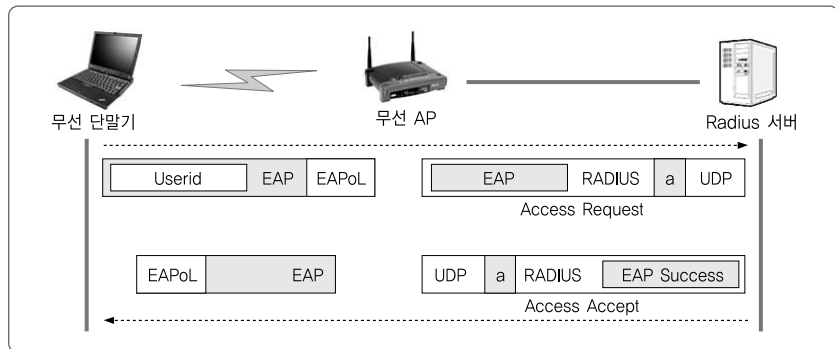 무선 단말기
무선 AP
Radius 서버
Userid EAP EAPoL
EAP RADIUS a UDP
Access Request
EAPoL EAP
UDP a RADIUS EAP Success
Access Accept